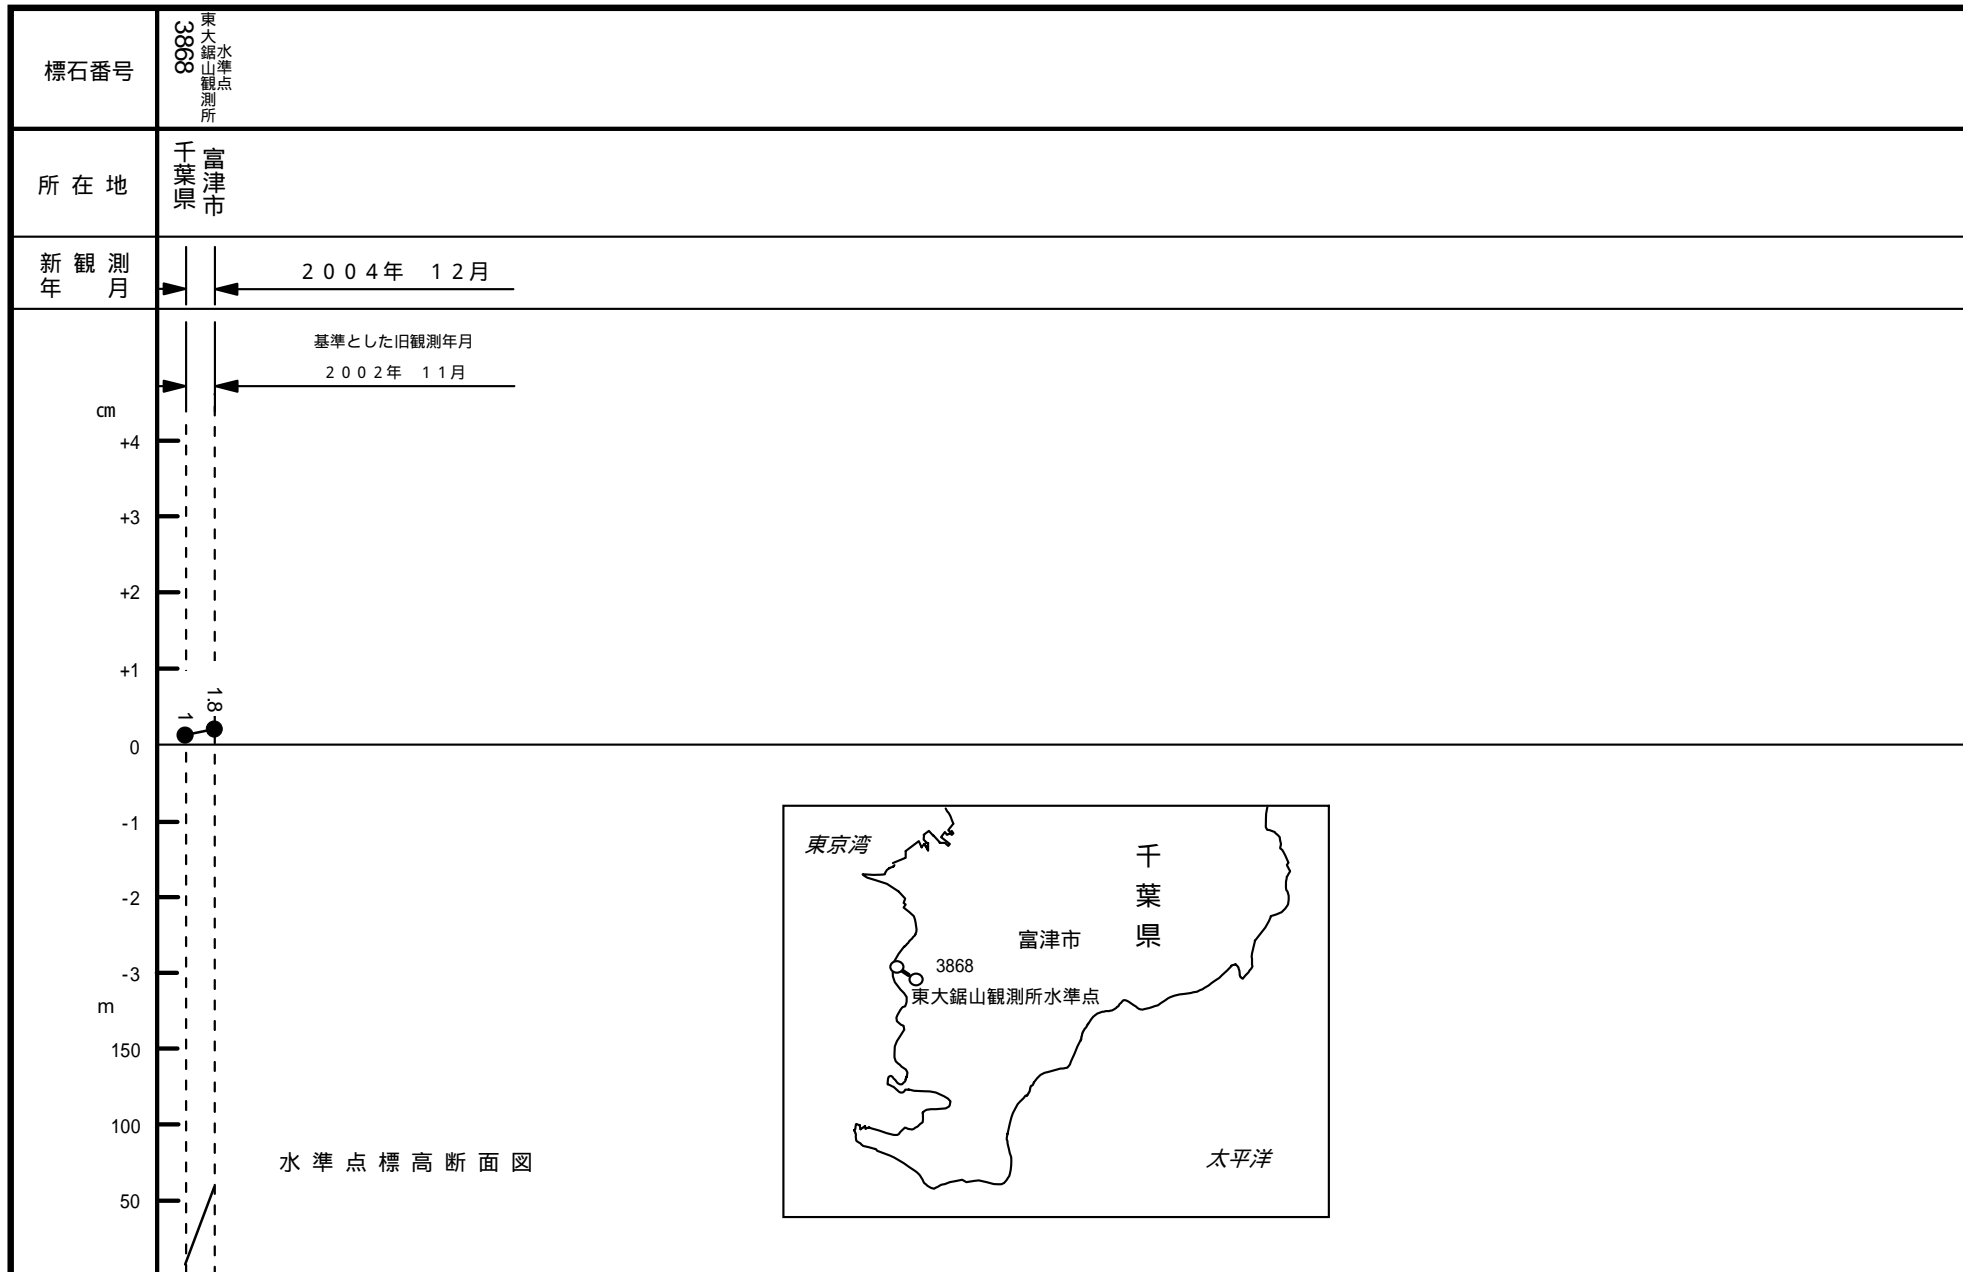 標石番号
3868
東大鋸山観測所
水準点
所 在 地
千葉県
富津市
新 観 測
年 月
2004年 12月
基準とした旧観測年月
2002年 11月
cm
+4
+3
+2
+1
1
1.8
0
-1
-2
-3
m
150
100
50
水準点標高断面図
東京湾
千葉県
富津市
3868
東大鋸山観測所水準点
太平洋